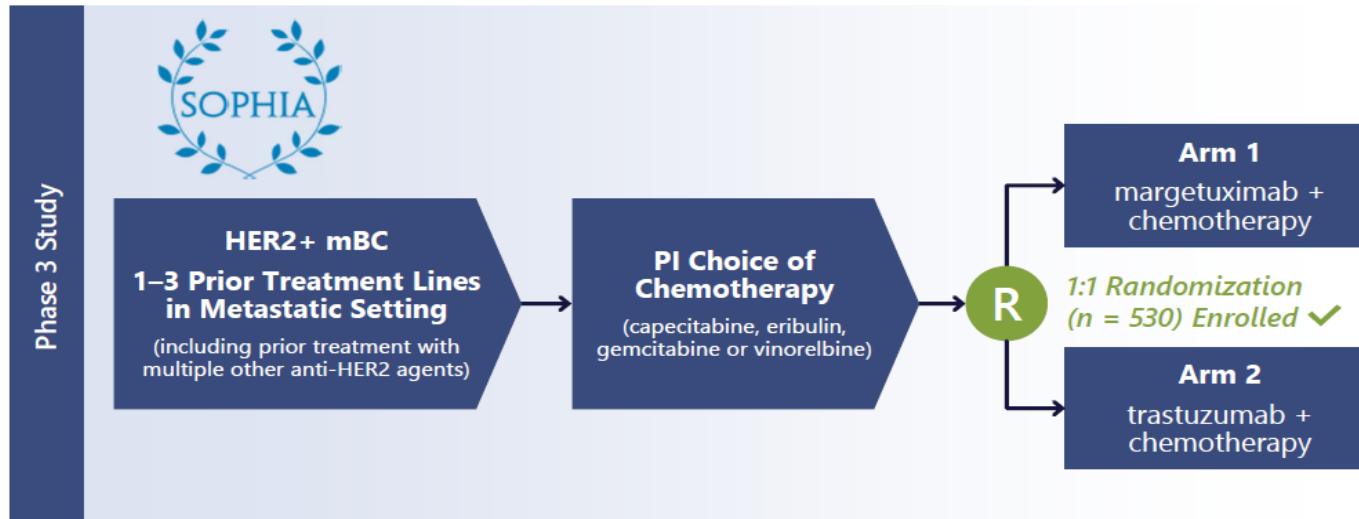 Phase 3 Study
SOPHIA
HER2+ mBC
1–3 Prior Treatment Lines
in Metastatic Setting
(including prior treatment with
multiple other anti-HER2 agents)
PI Choice of
Chemotherapy
(capecitabine, eribulin,
gemcitabine or vinorelbine)
R
1:1 Randomization
(n = 530) Enrolled ✓
Arm 1
margetuximab +
chemotherapy
Arm 2
trastuzumab +
chemotherapy